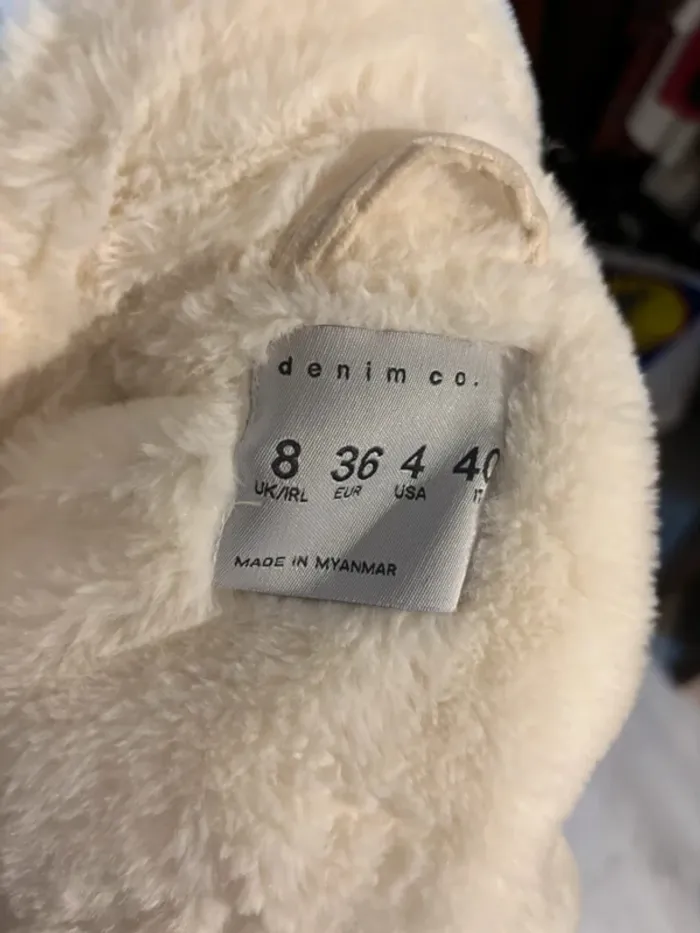 denim co.
8 36 4 40
UK/IRL EUR USA IT
MADE IN MYANMAR